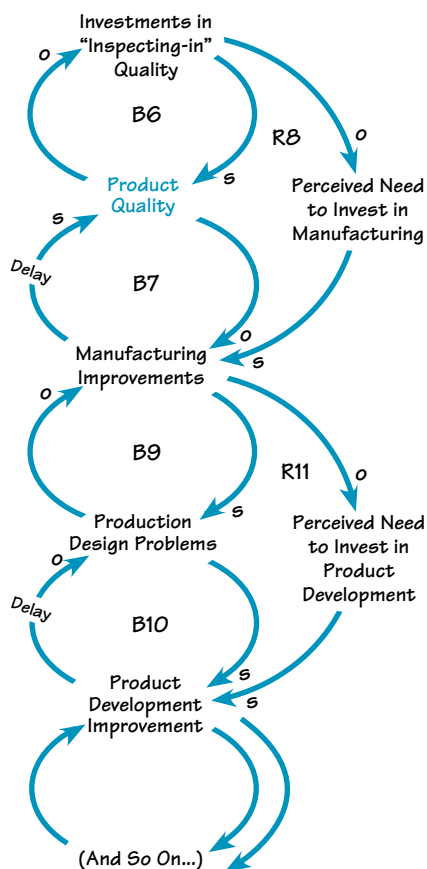 Investments in
“Inspecting-in”
Quality
o
B6
R8
o
s
Product
Quality
Perceived Need
to Invest in
Manufacturing
s
Delay
B7
o
s
Manufacturing
Improvements
o
B9
R11
o
s
Production
Design Problems
Perceived Need
to Invest in
Product
Development
o
Delay
B10
s
s
Product
Development
Improvement
(And So On...)